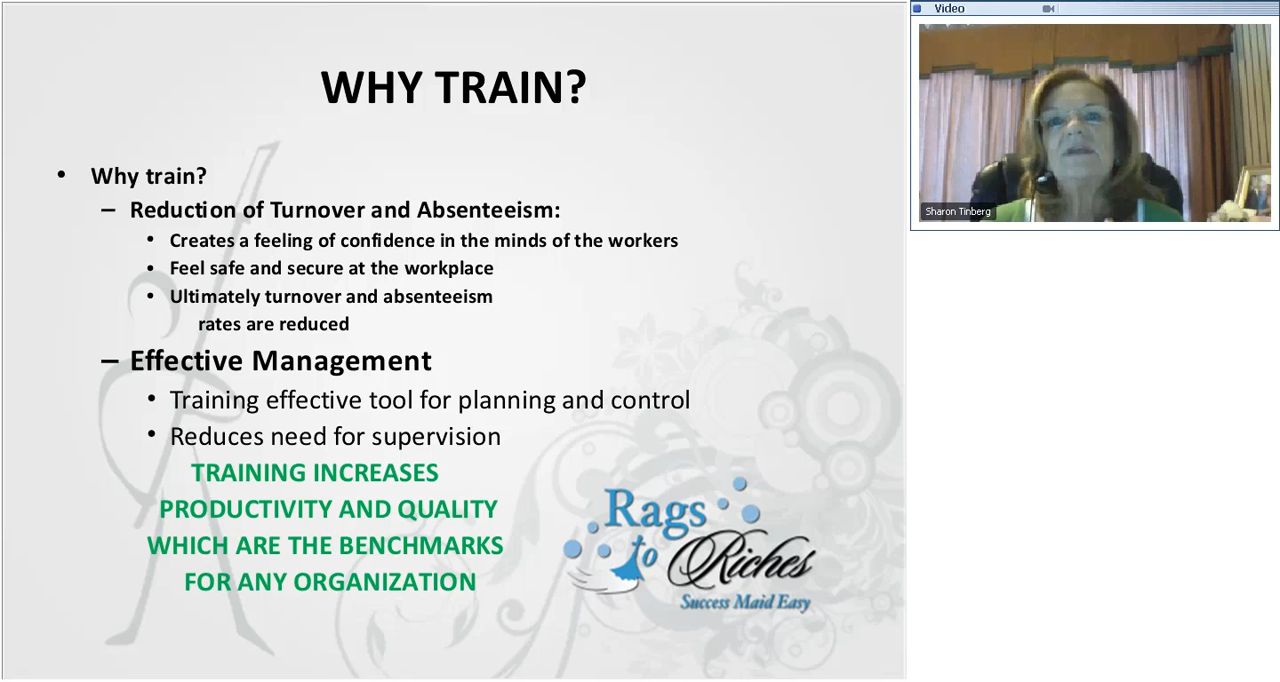 WHY TRAIN?
• Why train?
– Reduction of Turnover and Absenteeism:
• Creates a feeling of confidence in the minds of the workers
• Feel safe and secure at the workplace
• Ultimately turnover and absenteeism
rates are reduced
– Effective Management
• Training effective tool for planning and control
• Reduces need for supervision
TRAINING INCREASES
PRODUCTIVITY AND QUALITY
WHICH ARE THE BENCHMARKS
FOR ANY ORGANIZATION
Rags
to Riches
Success Maid Easy
Video
Sharon Tinberg